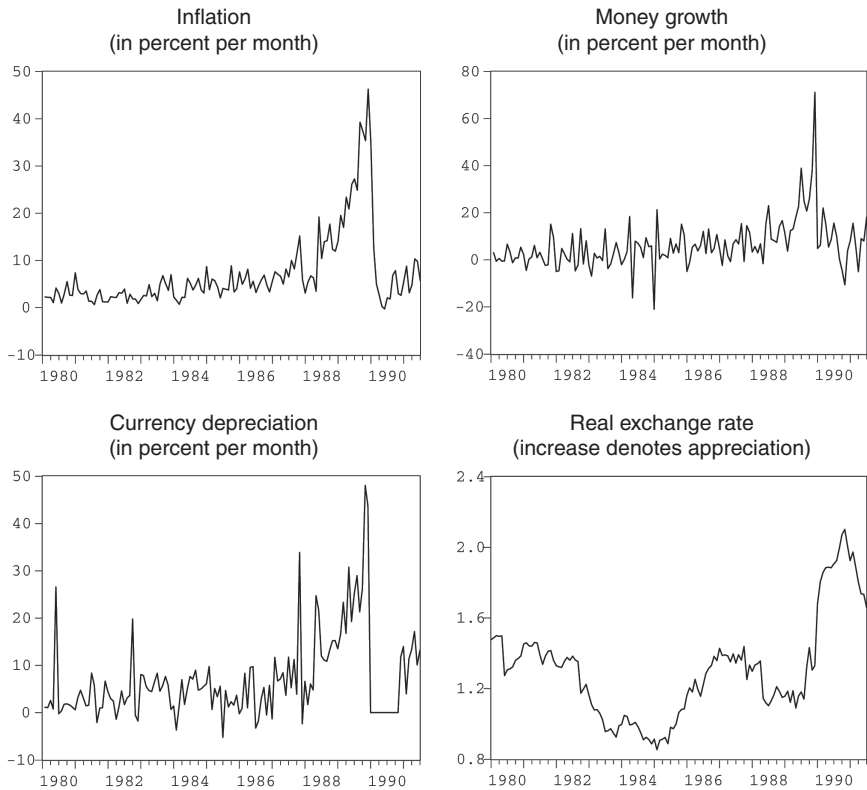 Inflation
(in percent per month)
50
40
30
20
10
0
-10
1980 1982 1984 1986 1988 1990
Money growth
(in percent per month)
80
60
40
20
0
-20
-40
1980 1982 1984 1986 1988 1990
Currency depreciation
(in percent per month)
50
40
30
20
10
0
-10
1980 1982 1984 1986 1988 1990
Real exchange rate
(increase denotes appreciation)
2.4
2.0
1.6
1.2
0.8
1980 1982 1984 1986 1988 1990